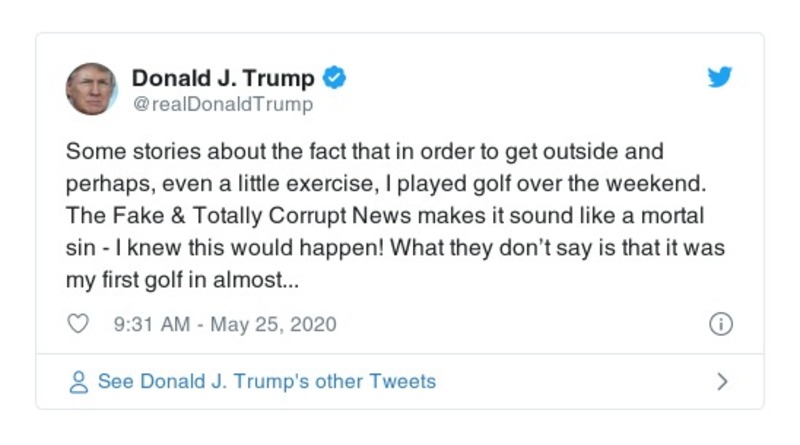 Donald J. Trump
@realDonaldTrump
Some stories about the fact that in order to get outside and
perhaps, even a little exercise, I played golf over the weekend.
The Fake & Totally Corrupt News makes it sound like a mortal
sin - I knew this would happen! What they don’t say is that it was
my first golf in almost...
9:31 AM - May 25, 2020
See Donald J. Trump's other Tweets